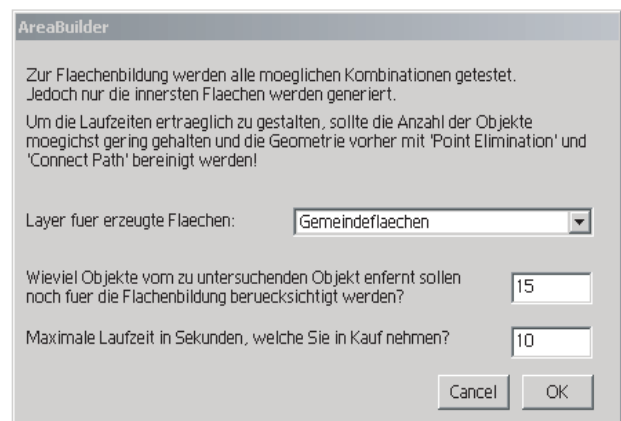 AreaBuilder
Zur Flaechenbildung werden alle moeglichen Kombinationen getestet.
Jedoch nur die innersten Flaechen werden generiert.
Um die Laufzeiten ertraeglich zu gestalten, sollte die Anzahl der Objekte
moegichst gering gehalten und die Geometrie vorher mit 'Point Elimination' und
'Connect Path' bereinigt werden!
Layer fuer erzeugte Flaechen: Gemeindeflaechen
Wieviel Objekte vom zu untersuchenden Objekt enfernt sollen
noch fuer die Flachenbildung beruecksichtigt werden? 15
Maximale Laufzeit in Sekunden, welche Sie in Kauf nehmen? 10
Cancel OK